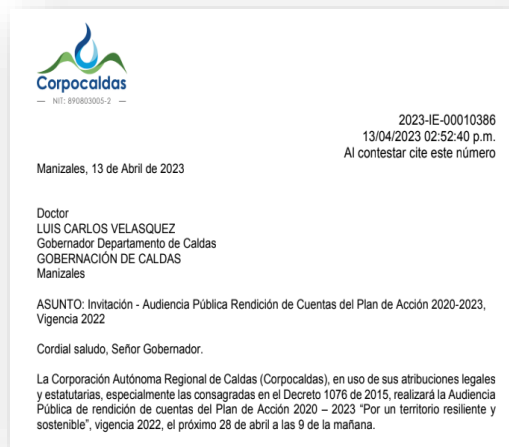 Corpocaldas
— NIT: 890803005-2 —
2023-IE-00010386
13/04/2023 02:52:40 p.m.
Al contestar cite este número
Manizales, 13 de Abril de 2023
Doctor
LUIS CARLOS VELASQUEZ
Gobernador Departamento de Caldas
GOBERNACIÓN DE CALDAS
Manizales
ASUNTO: Invitación - Audiencia Pública Rendición de Cuentas del Plan de Acción 2020-2023,
Vigencia 2022
Cordial saludo, Señor Gobernador.
La Corporación Autónoma Regional de Caldas (Corpocaldas), en uso de sus atribuciones legales
y estatutarias, especialmente las consagradas en el Decreto 1076 de 2015, realizará la Audiencia
Pública de rendición de cuentas del Plan de Acción 2020 – 2023 “Por un territorio resiliente y
sostenible”, vigencia 2022, el próximo 28 de abril a las 9 de la mañana.